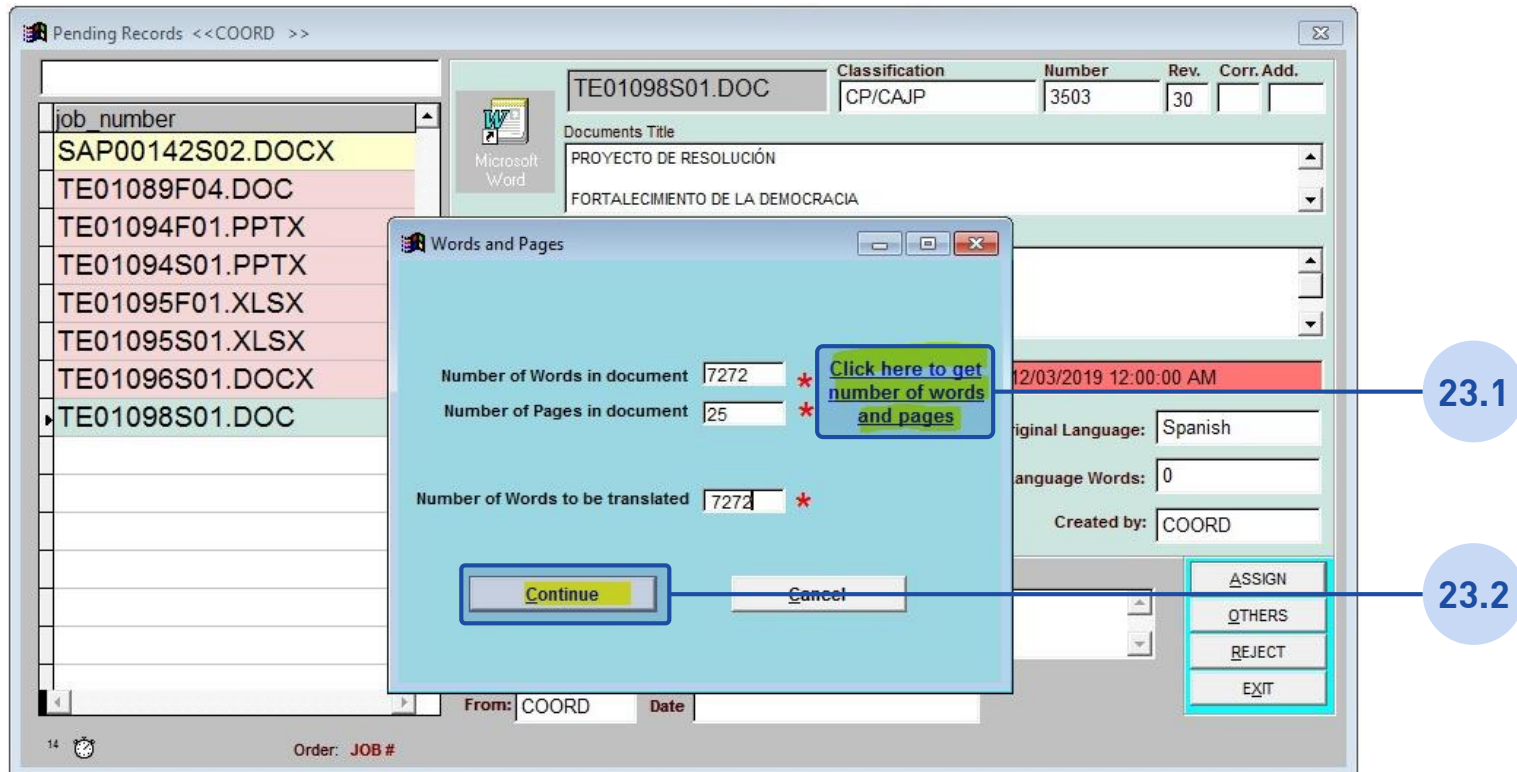 Pending Records <<COORD >>
job_number
SAP00142S02.DOCX
TE01089F04.DOC
TE01094F01.PPTX
TE01094S01.PPTX
TE01095F01.XLSX
TE01095S01.XLSX
TE01096S01.DOCX
TE01098S01.DOC
Microsoft
Word
TE01098S01.DOC
Classification
CP/CAJP
Number
3503
Rev.
30
Corr. Add.
Documents Title
PROYECTO DE RESOLUCIÓN
FORTALECIMIENTO DE LA DEMOCRACIA
Words and Pages
Number of Words in document 7272 *
Number of Pages in document 25 *
Click here to get
number of words
and pages
Number of Words to be translated 7272 *
Continue
Cancel
12/03/2019 12:00:00 AM
riginal Language: Spanish
anguage Words: 0
Created by: COORD
ASSIGN
OTHERS
REJECT
EXIT
From: COORD Date
14
Order: JOB #
23.1
23.2